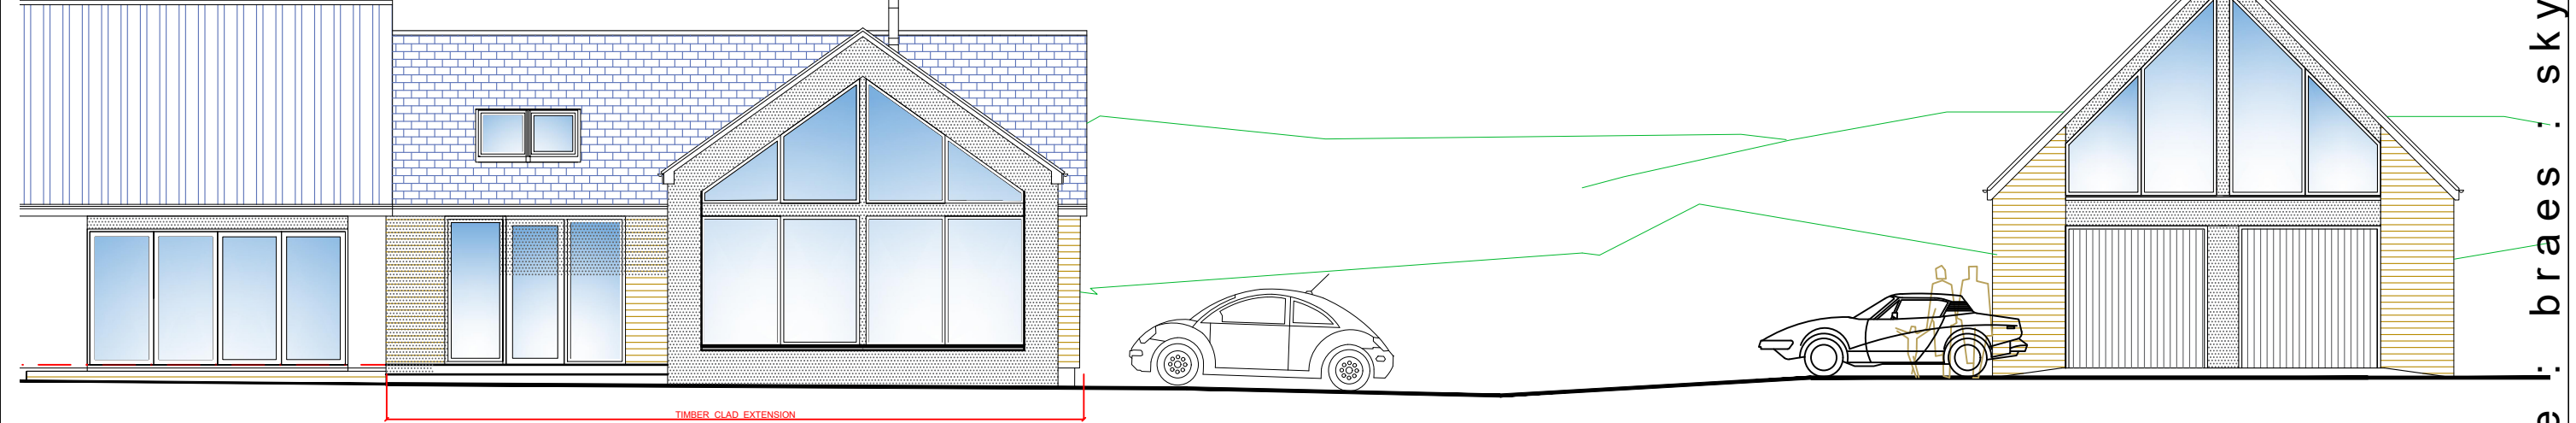 TIMBER CLAD EXTENSION
e : braes : sky